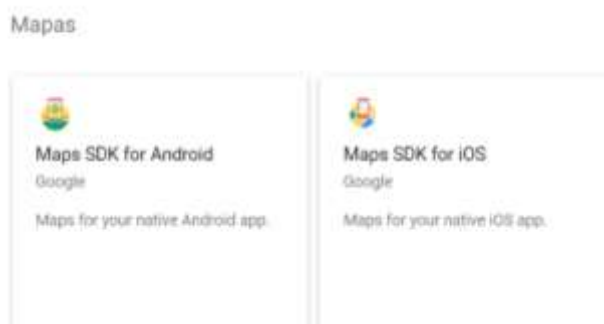 Mapas
Maps SDK for Android
Google
Maps for your native Android app.
Maps SDK for iOS
Google
Maps for your native iOS app.